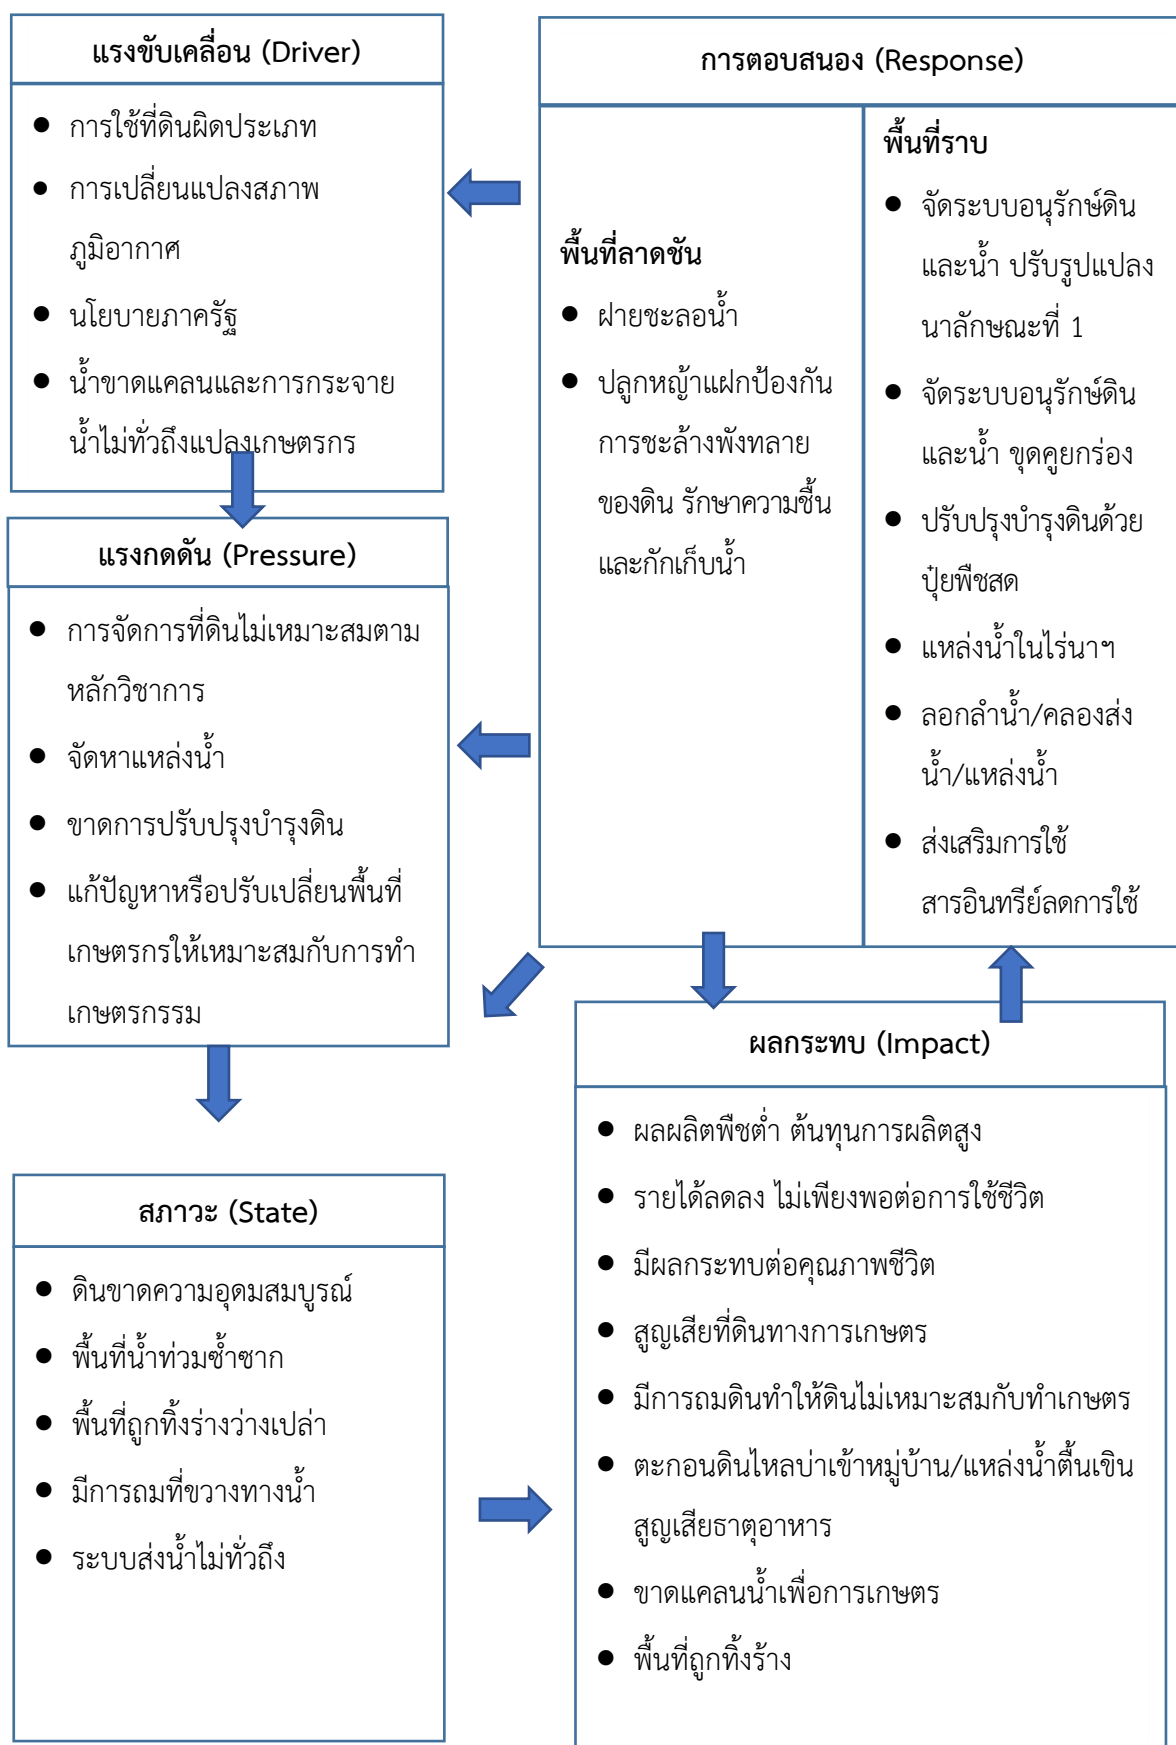 แรงขับเคลื่อน (Driver)
● การใช้ที่ดินผิดประเภท
● การเปลี่ยนแปลงสภาพ
ภูมิอากาศ
● นโยบายภาครัฐ
● น้ำขาดแคลนและการกระจาย
น้ำไม่ทั่วถึงแปลงเกษตรกร
แรงกดดัน (Pressure)
● การจัดการที่ดินไม่เหมาะสมตาม
หลักวิชาการ
● จัดหาแหล่งน้ำ
● ขาดการปรับปรุงบำรุงดิน
● แก้ปัญหาหรือปรับเปลี่ยนพื้นที่
เกษตรกรให้เหมาะสมกับการทำ
เกษตรกรรม
สภาวะ (State)
● ดินขาดความอุดมสมบูรณ์
● พื้นที่น้ำท่วมซ้ำซาก
● พื้นที่ถูกทิ้งร่างว่างเปล่า
● มีการถมที่ขวางทางน้ำ
● ระบบส่งน้ำไม่ทั่วถึง
การตอบสนอง (Response)
พื้นที่ลาดชัน
● ฝายชะลอน้ำ
● ปลูกหญ้าแฝกป้องกัน
การชะล้างพังทลาย
ของดิน รักษาความชื้น
และกักเก็บน้ำ
พื้นที่ราบ
● จัดระบบอนุรักษ์ดิน
และน้ำ ปรับรูปแปลง
นาลักษณะที่ 1
● จัดระบบอนุรักษ์ดิน
และน้ำ ขุดคูยกร่อง
● ปรับปรุงบำรุงดินด้วย
ปุ๋ยพืชสด
● แหล่งน้ำในไร่นาฯ
● ลอกลำน้ำ/คลองส่ง
น้ำ/แหล่งน้ำ
● ส่งเสริมการใช้
สารอินทรีย์ลดการใช้
ผลกระทบ (Impact)
● ผลผลิตพืชต่ำ ต้นทุนการผลิตสูง
● รายได้ลดลง ไม่เพียงพอต่อการใช้ชีวิต
● มีผลกระทบต่อคุณภาพชีวิต
● สูญเสียที่ดินทางการเกษตร
● มีการถมดินทำให้ดินไม่เหมาะสมกับทำเกษตร
● ตะกอนดินไหลบ่าเข้าหมู่บ้าน/แหล่งน้ำตื้นเขิน
สูญเสียธาตุอาหาร
● ขาดแคลนน้ำเพื่อการเกษตร
● พื้นที่ถูกทิ้งร้าง